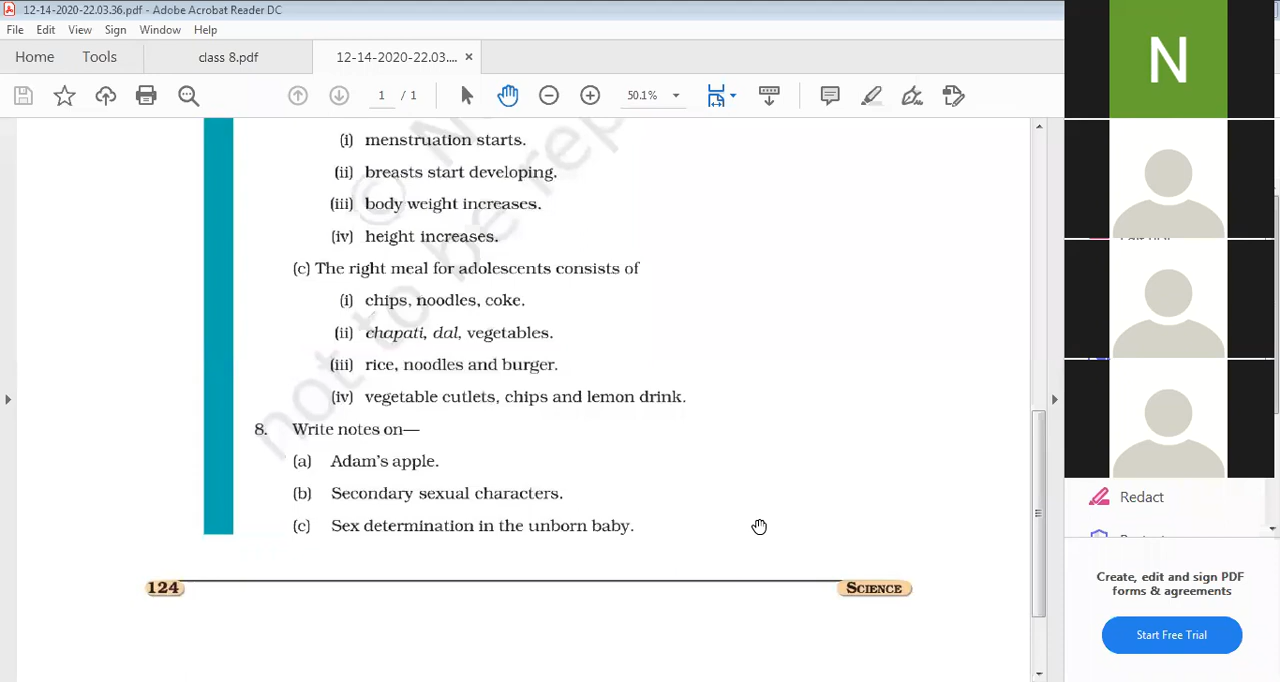 12-14-2020-22.03.36.pdf - Adobe Acrobat Reader DC
File Edit View Sign Window Help
Home Tools class 8.pdf 12-14-2020-22.03.... ×
1 / 1 50.1%
(i) menstruation starts.
(ii) breasts start developing.
(iii) body weight increases.
(iv) height increases.
(c) The right meal for adolescents consists of
(i) chips, noodles, coke.
(ii) chapati, dal, vegetables.
(iii) rice, noodles and burger.
(iv) vegetable cutlets, chips and lemon drink.
8. Write notes on—
(a) Adam's apple.
(b) Secondary sexual characters.
(c) Sex determination in the unborn baby.
124 SCIENCE
not to be rep
© N
N
Redact
Create, edit and sign PDF
forms & agreements
Start Free Trial